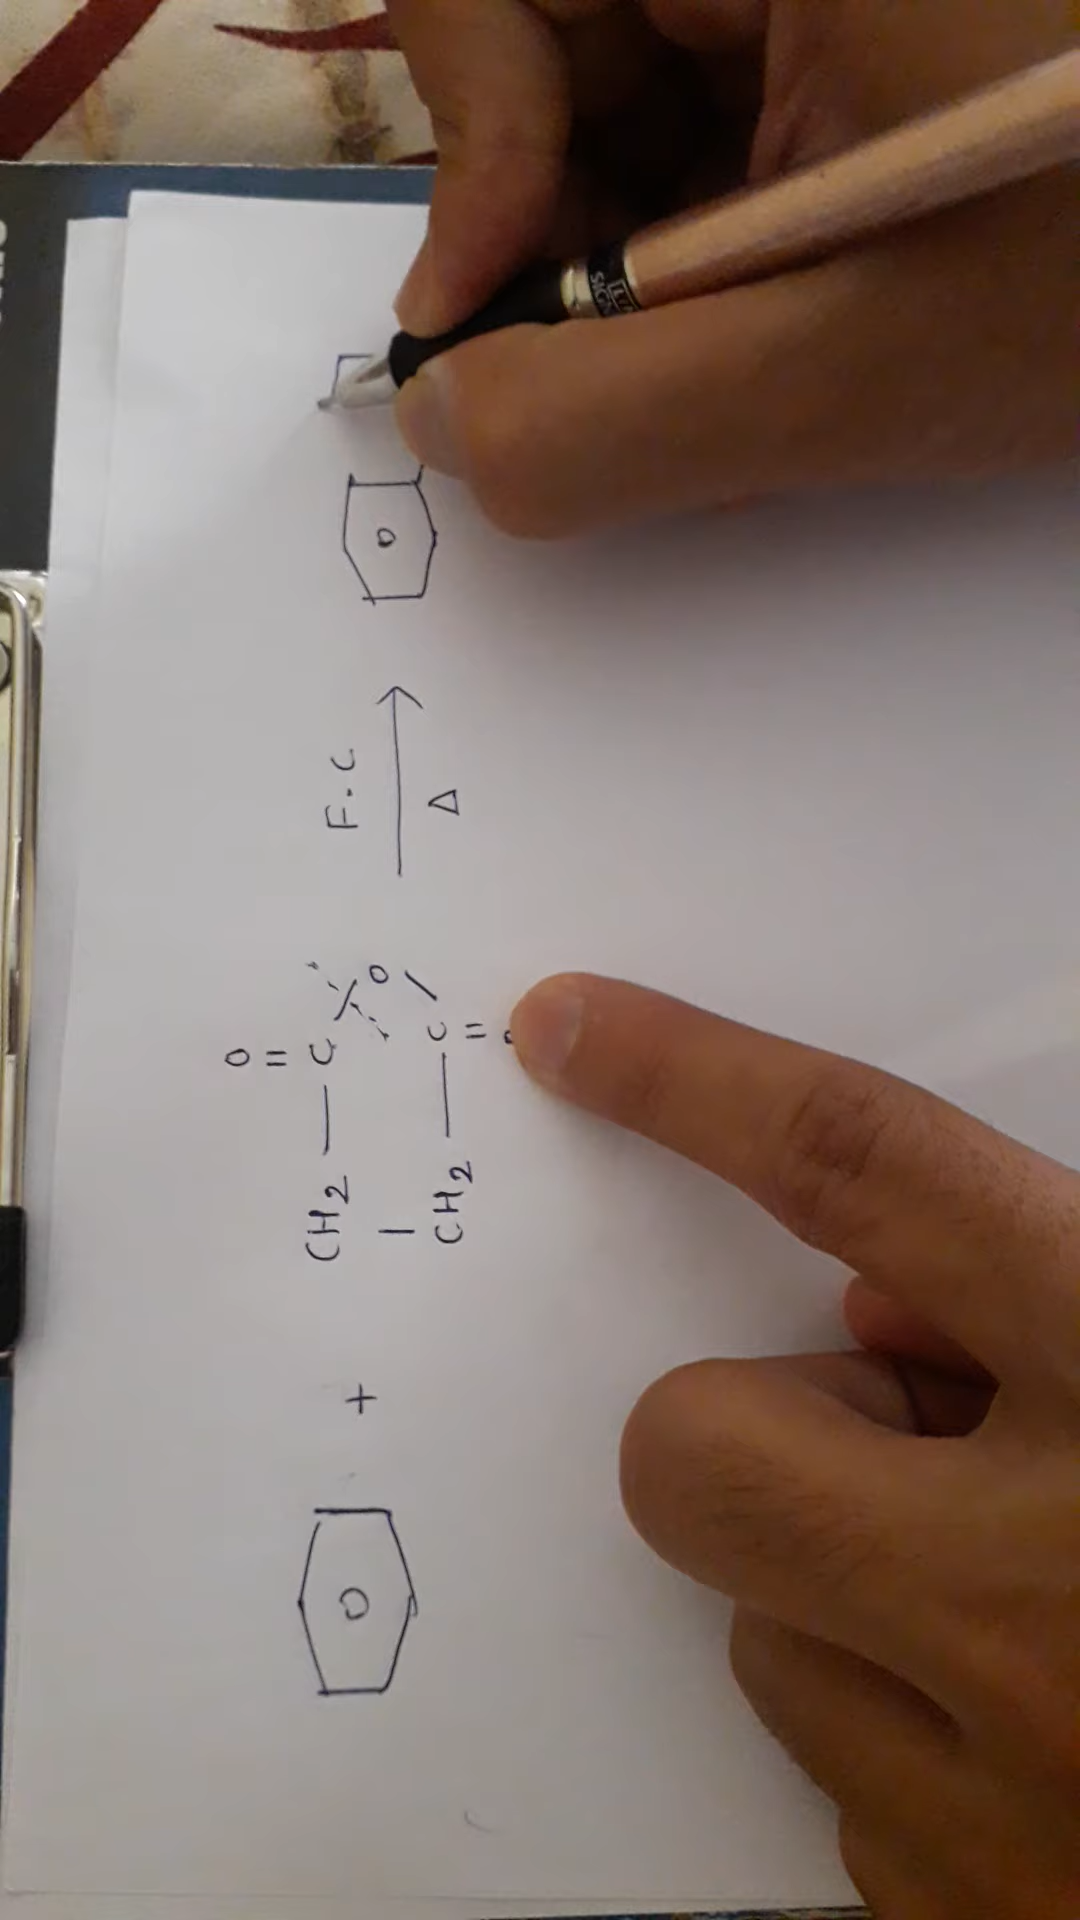 O
||
CH2 — C
O
F.C
+
|
→
Δ
CH2 — C
||